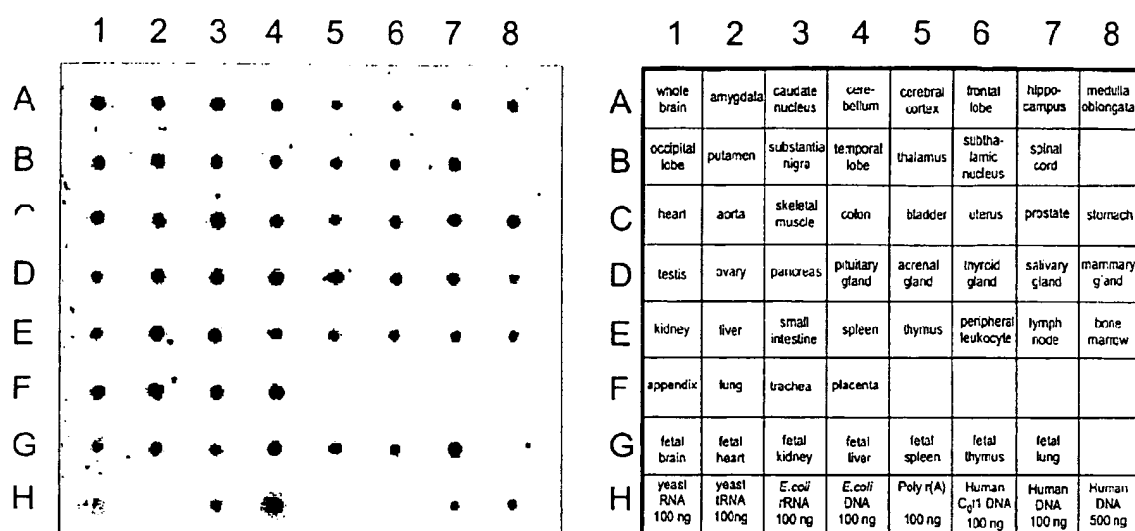 1 2 3 4 5 6 7 8
A
B
D
E
F
G
H
1 2 3 4 5 6 7 8
A
whole
brain
amygdala
caudate
nucleus
cere-
bellum
cerebral
cortex
frontal
lobe
hippo-
campus
medulla
oblongata
B
occipital
lobe
putamen
substantia
nigra
temporal
lobe
thalamus
subtha-
lamic
nucleus
spinal
cord
C
heart
aorta
skeletal
muscle
colon
bladder
uterus
prostate
stomach
D
testis
ovary
pancreas
pituitary
gland
adrenal
gland
thyroid
gland
salivary
gland
mammary
gland
E
kidney
liver
small
intestine
spleen
thymus
peripheral
leukocyte
lymph
node
bone
marrow
F
appendix
lung
trachea
placenta
G
fetal
brain
fetal
heart
fetal
kidney
fetal
liver
fetal
spleen
fetal
thymus
fetal
lung
H
yeast
RNA
100 ng
yeast
tRNA
100ng
E.coli
rRNA
100 ng
E.coli
DNA
100 ng
Poly r(A)
100 ng
Human
C₀t1 DNA
100 ng
Human
DNA
100 ng
Human
DNA
500 ng